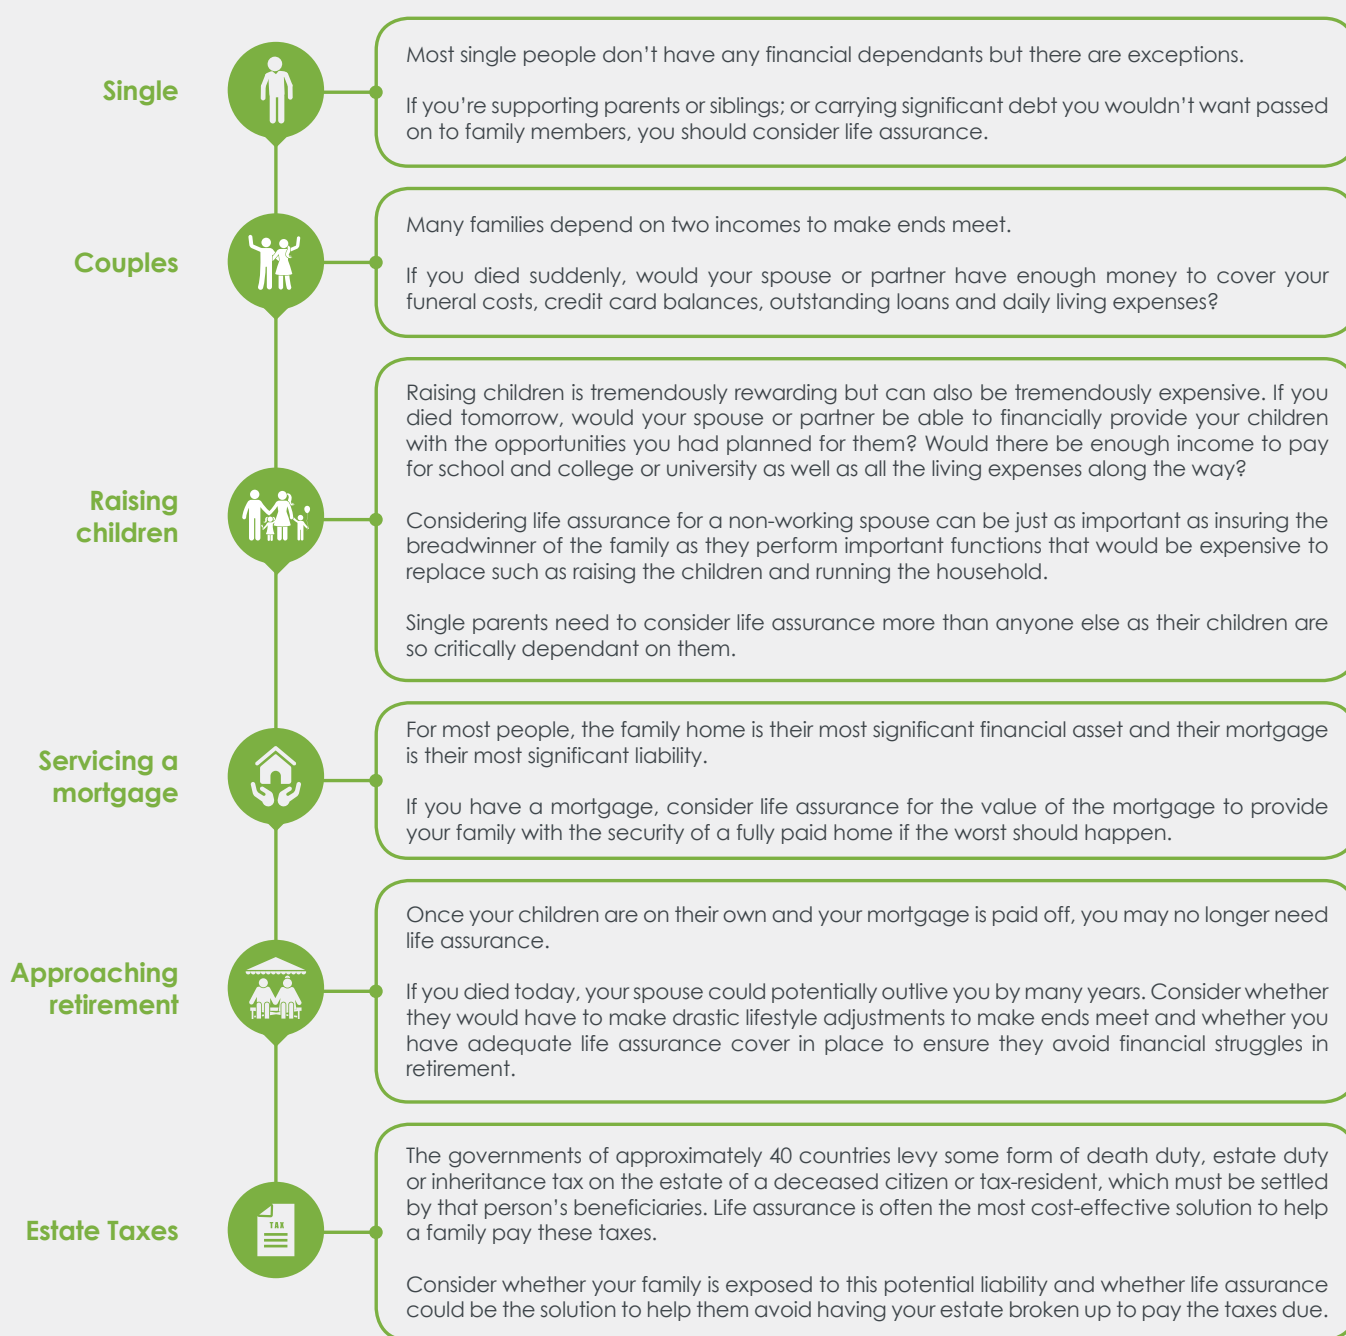 Single
Most single people don't have any financial dependants but there are exceptions.
If you're supporting parents or siblings; or carrying significant debt you wouldn't want passed
on to family members, you should consider life assurance.
Couples
Many families depend on two incomes to make ends meet.
If you died suddenly, would your spouse or partner have enough money to cover your
funeral costs, credit card balances, outstanding loans and daily living expenses?
Raising
children
Raising children is tremendously rewarding but can also be tremendously expensive. If you
died tomorrow, would your spouse or partner be able to financially provide your children
with the opportunities you had planned for them? Would there be enough income to pay
for school and college or university as well as all the living expenses along the way?
Considering life assurance for a non-working spouse can be just as important as insuring the
breadwinner of the family as they perform important functions that would be expensive to
replace such as raising the children and running the household.
Single parents need to consider life assurance more than anyone else as their children are
so critically dependant on them.
Servicing a
mortgage
For most people, the family home is their most significant financial asset and their mortgage
is their most significant liability.
If you have a mortgage, consider life assurance for the value of the mortgage to provide
your family with the security of a fully paid home if the worst should happen.
Approaching
retirement
Once your children are on their own and your mortgage is paid off, you may no longer need
life assurance.
If you died today, your spouse could potentially outlive you by many years. Consider whether
they would have to make drastic lifestyle adjustments to make ends meet and whether you
have adequate life assurance cover in place to ensure they avoid financial struggles in
retirement.
Estate Taxes
TAX
The governments of approximately 40 countries levy some form of death duty, estate duty
or inheritance tax on the estate of a deceased citizen or tax-resident, which must be settled
by that person's beneficiaries. Life assurance is often the most cost-effective solution to help
a family pay these taxes.
Consider whether your family is exposed to this potential liability and whether life assurance
could be the solution to help them avoid having your estate broken up to pay the taxes due.